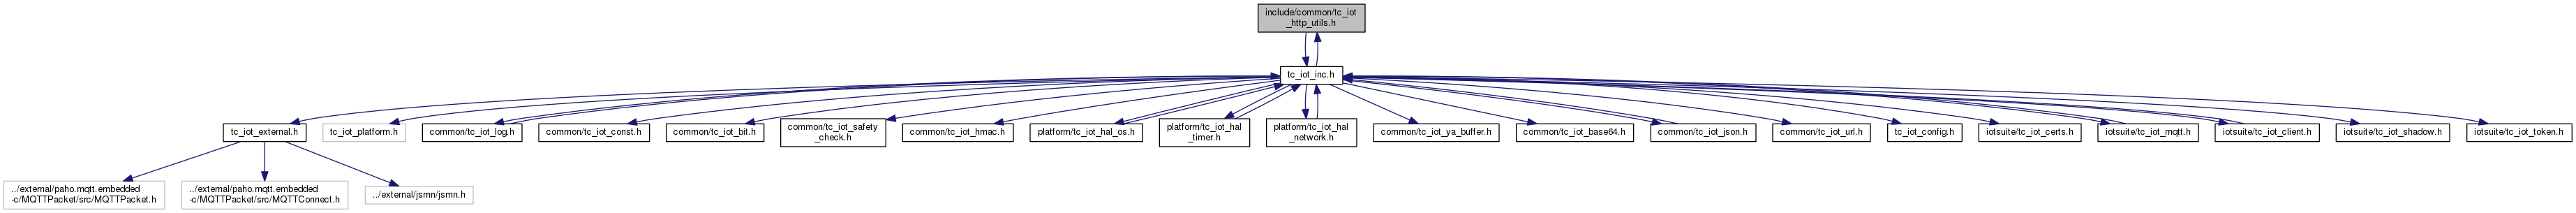 include/common/tc_iot
_http_utils.h
tc_iot_inc.h
tc_iot_external.h
tc_iot_platform.h
common/tc_iot_log.h
common/tc_iot_const.h
common/tc_iot_bit.h
common/tc_iot_safety
_check.h
common/tc_iot_hmac.h
platform/tc_iot_hal_os.h
platform/tc_iot_hal
_timer.h
platform/tc_iot_hal
_network.h
common/tc_iot_ya_buffer.h
common/tc_iot_base64.h
common/tc_iot_json.h
common/tc_iot_url.h
tc_iot_config.h
iotsuite/tc_iot_certs.h
iotsuite/tc_iot_mqtt.h
iotsuite/tc_iot_client.h
iotsuite/tc_iot_shadow.h
iotsuite/tc_iot_token.h
../external/paho.mqtt.embedded
-c/MQTTPacket/src/MQTTPacket.h
../external/paho.mqtt.embedded
-c/MQTTPacket/src/MQTTConnect.h
../external/jsmn/jsmn.h